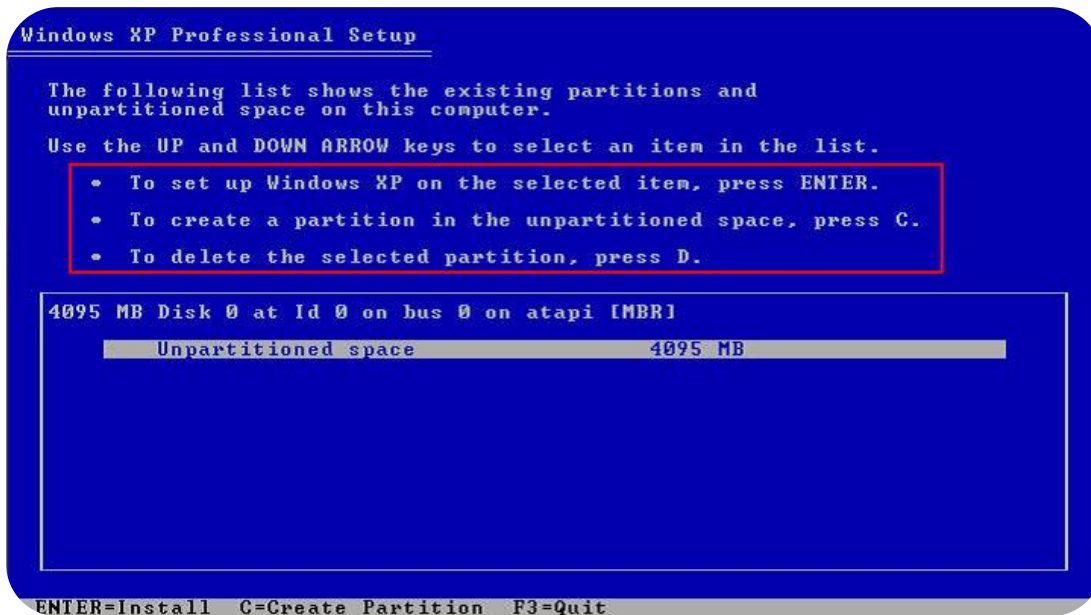 Windows XP Professional Setup
The following list shows the existing partitions and
unpartitioned space on this computer.
Use the UP and DOWN ARROW keys to select an item in the list.
• To set up Windows XP on the selected item, press ENTER.
• To create a partition in the unpartitioned space, press C.
• To delete the selected partition, press D.
4095 MB Disk 0 at Id 0 on bus 0 on atapi [MBR]
Unpartitioned space 4095 MB
ENTER=Install C=Create Partition F3=Quit